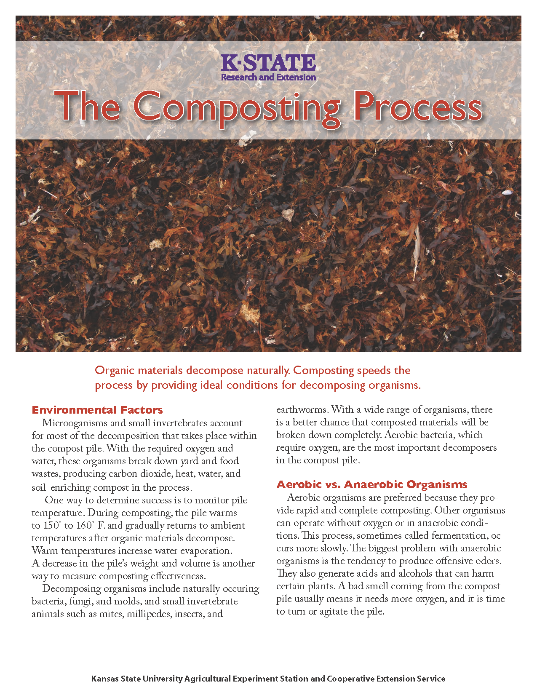 K-STATE
Research and Extension
The Composting Process
Organic materials decompose naturally. Composting speeds the
process by providing ideal conditions for decomposing organisms.
Environmental Factors
Microoganisms and small invertebrates account
for most of the decomposition that takes place within
the compost pile. With the required oxygen and
water, these organisms break down yard and food
wastes, producing carbon dioxide, heat, water, and
soil enriching compost in the process.
One way to determine success is to monitor pile
temperature. During composting, the pile warms
to 150˚ to 160˚ F. and gradually returns to ambient
temperatures after organic materials decompose.
Warm temperatures increase water evaporation.
A decrease in the pile's weight and volume is another
way to measure composting effectiveness.
Decomposing organisms include naturally occuring
bacteria, fungi, and molds, and small invertebrate
animals such as mites, millipedes, insects, and
earthworms. With a wide range of organisms, there
is a better chance that composted materials will be
broken down completely. Aerobic bacteria, which
require oxygen, are the most important decomposers
in the compost pile.
Aerobic vs. Anaerobic Organisms
Aerobic organisms are preferred because they pro
vide rapid and complete composting. Other organisms
can operate without oxygen or in anaerobic condi-
tions. This process, sometimes called fermentation, oc
curs more slowly. The biggest problem with anaerobic
organisms is the tendency to produce offensive odors.
They also generate acids and alcohols that can harm
certain plants. A bad smell coming from the compost
pile usually means it needs more oxygen, and it is time
to turn or agitate the pile.
Kansas State University Agricultural Experiment Station and Cooperative Extension Service